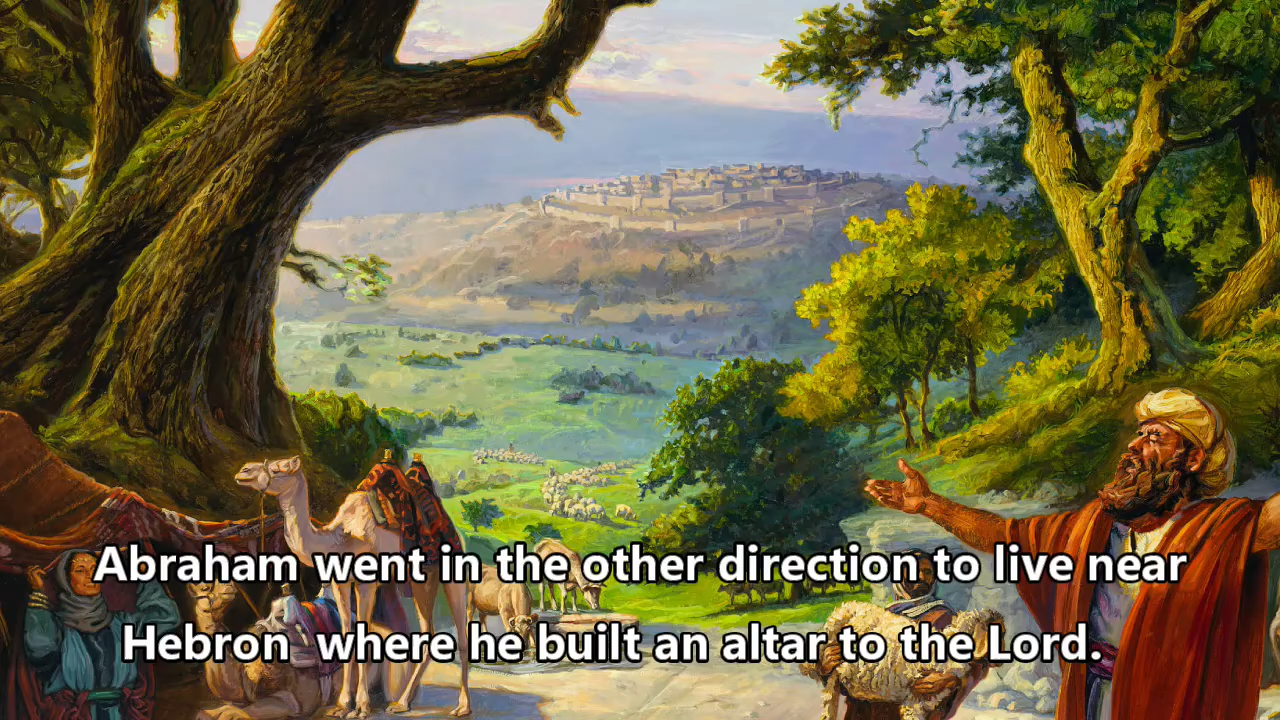 Abraham went in the other direction to live near
Hebron  where he built an altar to the Lord.